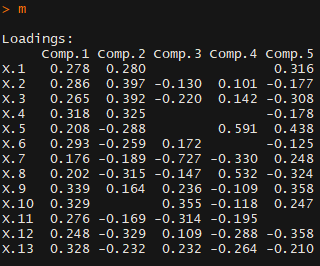 > m
Loadings:
     Comp.1 Comp.2 Comp.3 Comp.4 Comp.5
X.1   0.278  0.280                0.316
X.2   0.286  0.397 -0.130  0.101 -0.177
X.3   0.265  0.392 -0.220  0.142 -0.308
X.4   0.318  0.325               -0.178
X.5   0.208 -0.288         0.591  0.438
X.6   0.293 -0.259  0.172        -0.125
X.7   0.176 -0.189 -0.727 -0.330  0.248
X.8   0.202 -0.315 -0.147  0.532 -0.324
X.9   0.339  0.164  0.236 -0.109  0.358
X.10  0.329         0.355 -0.118  0.247
X.11  0.276 -0.169 -0.314 -0.195
X.12  0.248 -0.329  0.109 -0.288 -0.358
X.13  0.328 -0.232  0.232 -0.264 -0.210